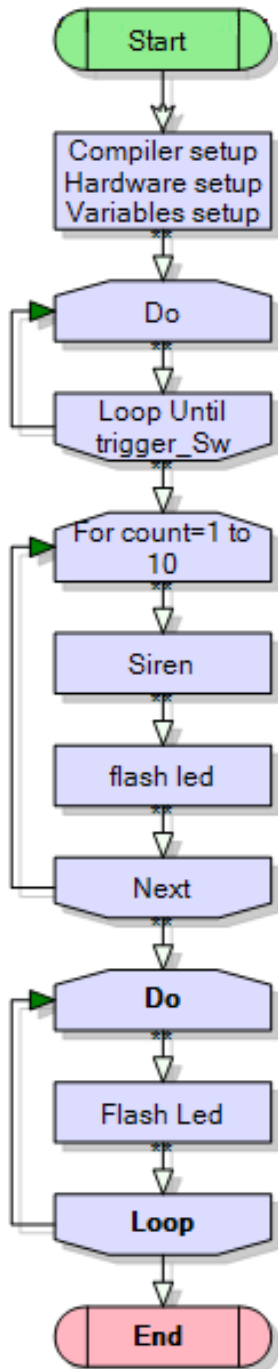 Start
Compiler setup
Hardware setup
Variables setup
**
Do
**
Loop Until
trigger_Sw
**
For count=1 to
10
**
Siren
**
flash led
**
Next
**
Do
**
Flash Led
**
Loop
End